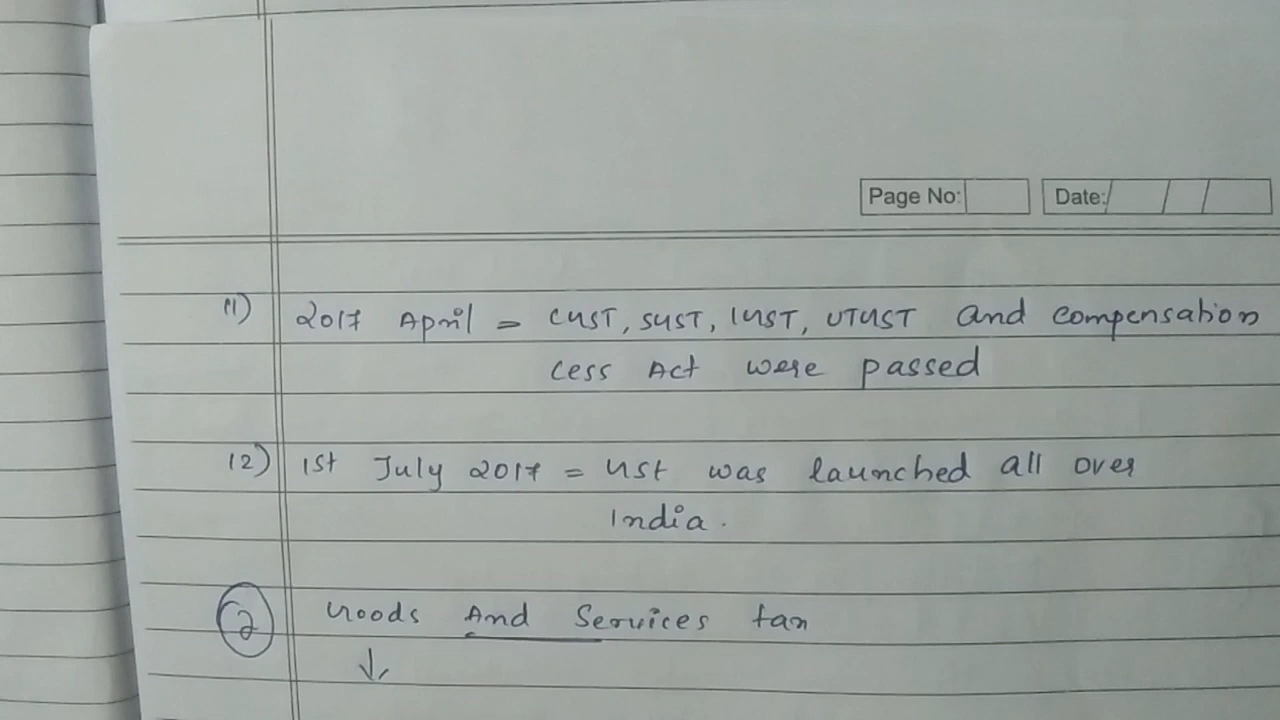 Page No:
Date: / /
11) 2017 April = CGST, SGST, IGST, UTGST and compensation
cess Act were passed
12) 1st July 2017 = GST was launched all over
India.
2 Goods And Services tax